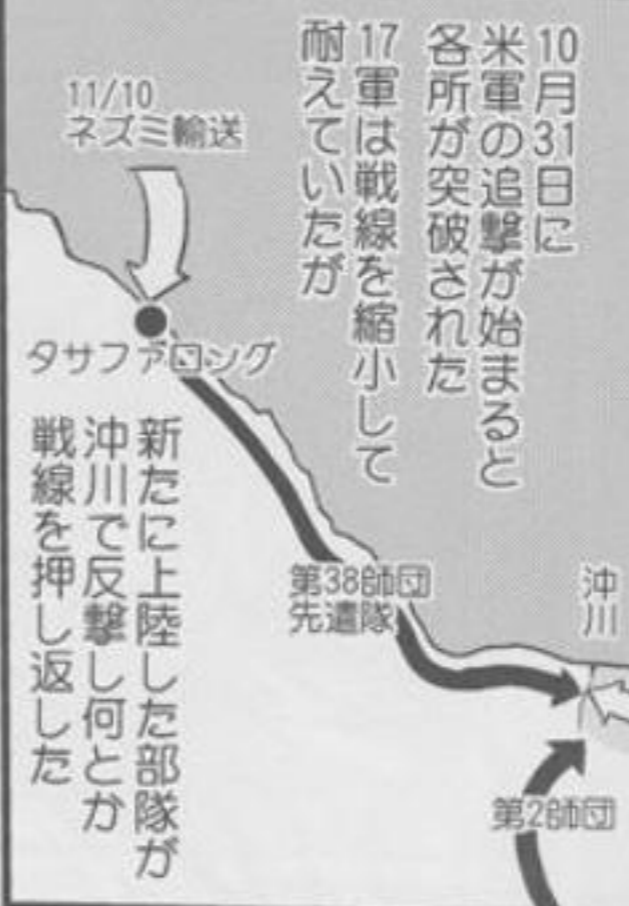 10月31日に
米軍の追撃が始まると
各所が突破された
17軍は戦線を縮小して
耐えていたが
11/10
ネズミ輸送
タサファロング
新たに上陸した部隊が
沖川で反撃し何とか
戦線を押し返した
第38師団
先遣隊
沖川
第2師団